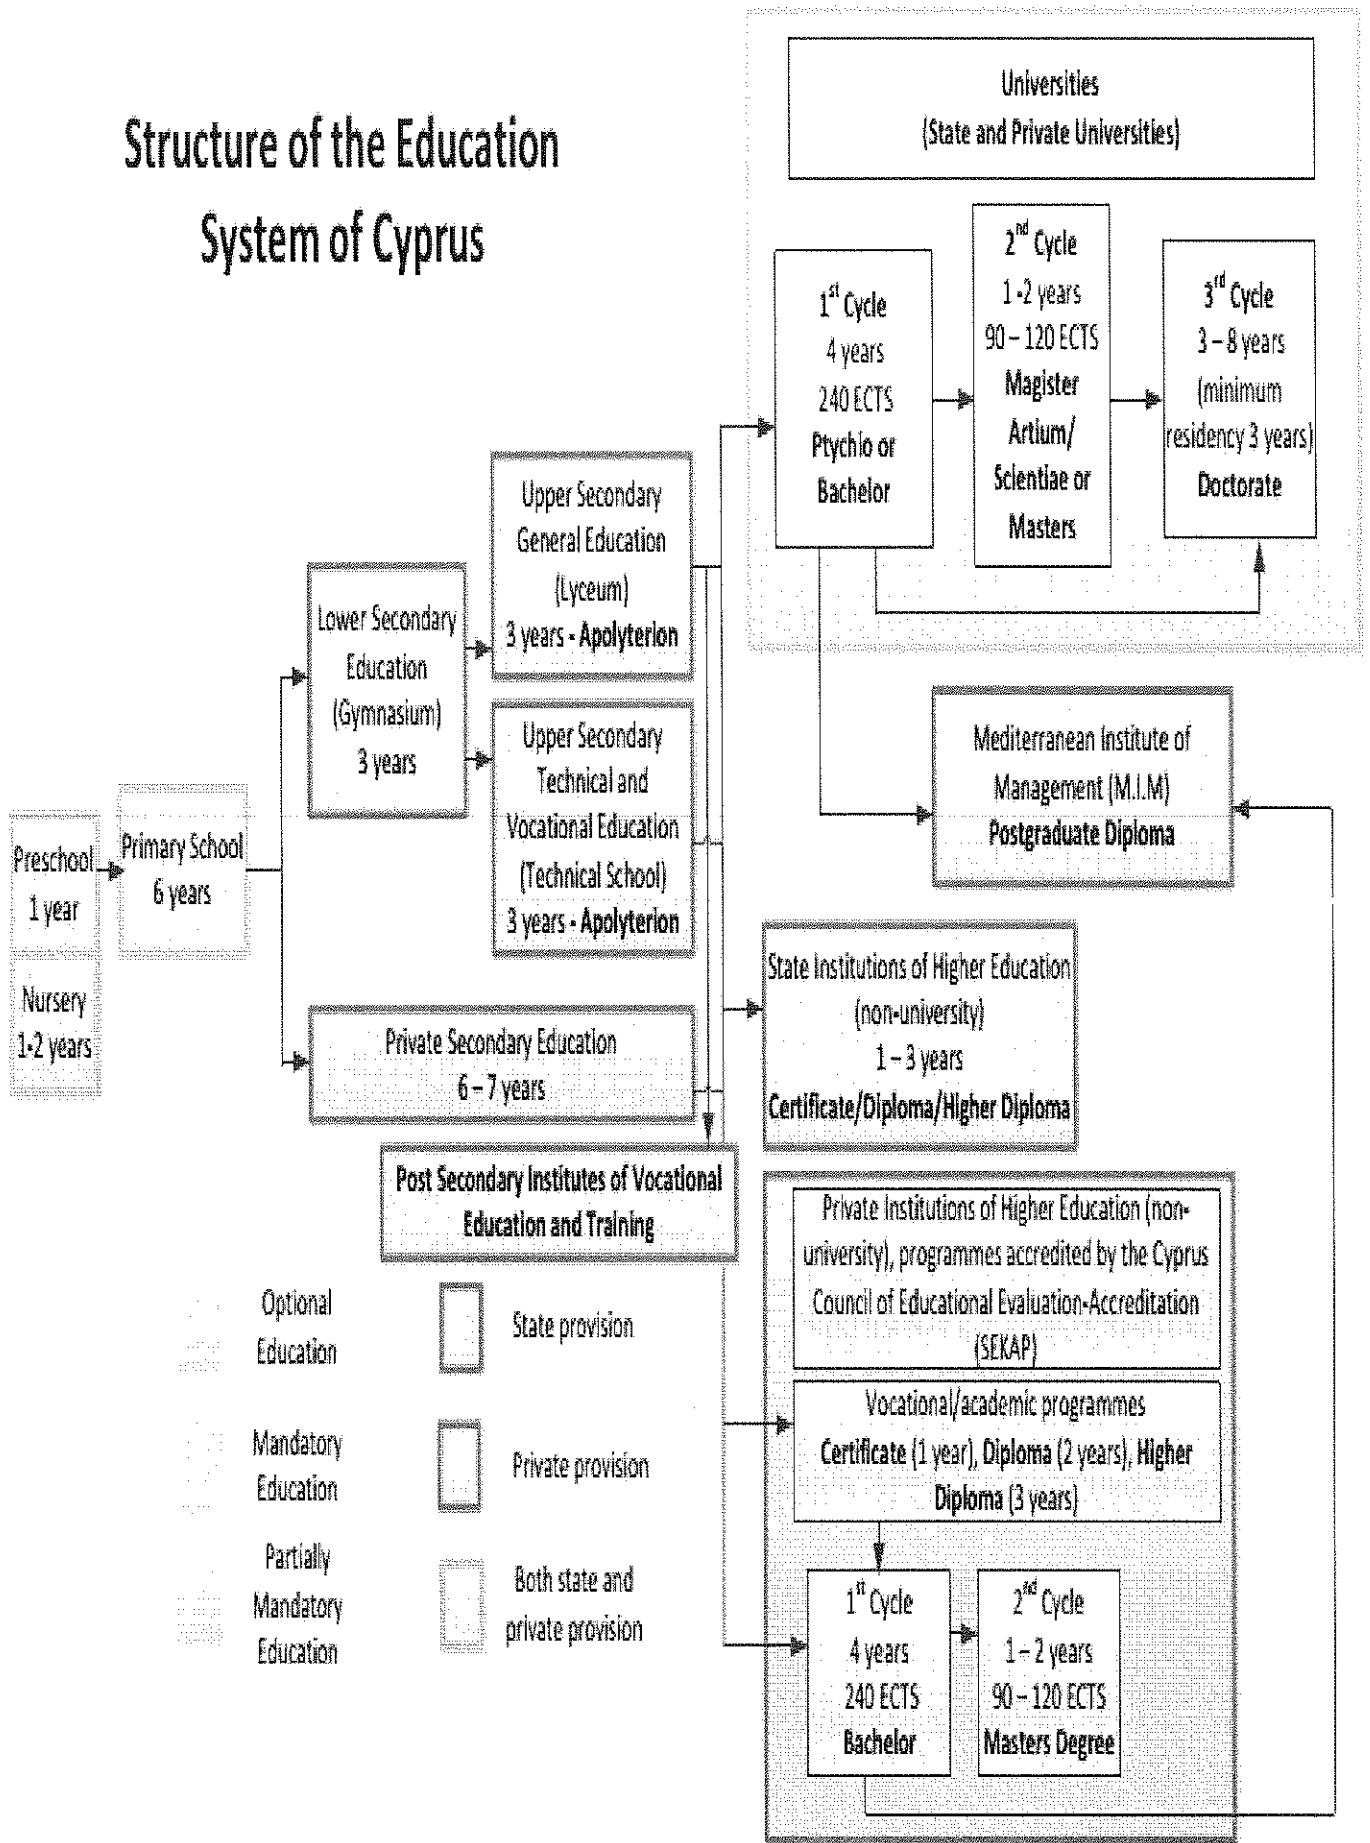 Structure of the Education
System of Cyprus
Universities
(State and Private Universities)
1st Cycle
4 years
240 ECTS
Ptychio or
Bachelor
2nd Cycle
1 -2 years
90 – 120 ECTS
Magister
Artium/
Scientiae or
Masters
3rd Cycle
3 – 8 years
(minimum
residency 3 years)
Doctorate
Upper Secondary
General Education
(Lyceum)
3 years - Apolyterion
Lower Secondary
Education
(Gymnasium)
3 years
Upper Secondary
Technical and
Vocational Education
(Technical School)
3 years - Apolyterion
Mediterranean Institute of
Management (M.I.M)
Postgraduate Diploma
Preschool
1 year
Primary School
6 years
Nursery
1-2 years
Private Secondary Education
6 – 7 years
State Institutions of Higher Education
(non-university)
1 – 3 years
Certificate/Diploma/Higher Diploma
Post Secondary Institutes of Vocational
Education and Training
Private Institutions of Higher Education (non-
university), programmes accredited by the Cyprus
Council of Educational Evaluation-Accreditation
(SEKAP)
Vocational/academic programmes
Certificate (1 year), Diploma (2 years), Higher
Diploma (3 years)
1st Cycle
4 years
240 ECTS
Bachelor
2nd Cycle
1 – 2 years
90 – 120 ECTS
Masters Degree
Optional
Education
State provision
Mandatory
Education
Private provision
Partially
Mandatory
Education
Both state and
private provision